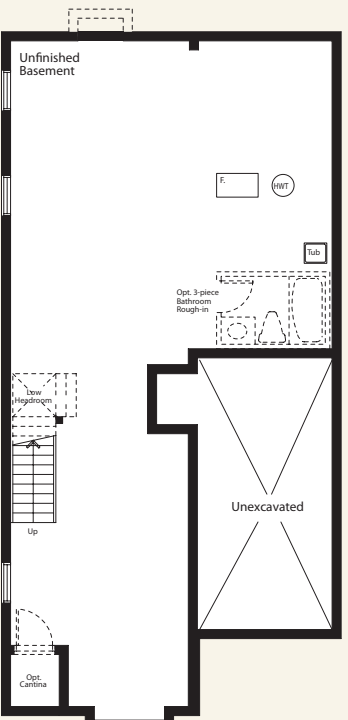 Unfinished
Basement
F.
HWT
Tub
Opt. 3-piece
Bathroom
Rough-in
Low
Headroom
Up
Unexcavated
Opt.
Cantina